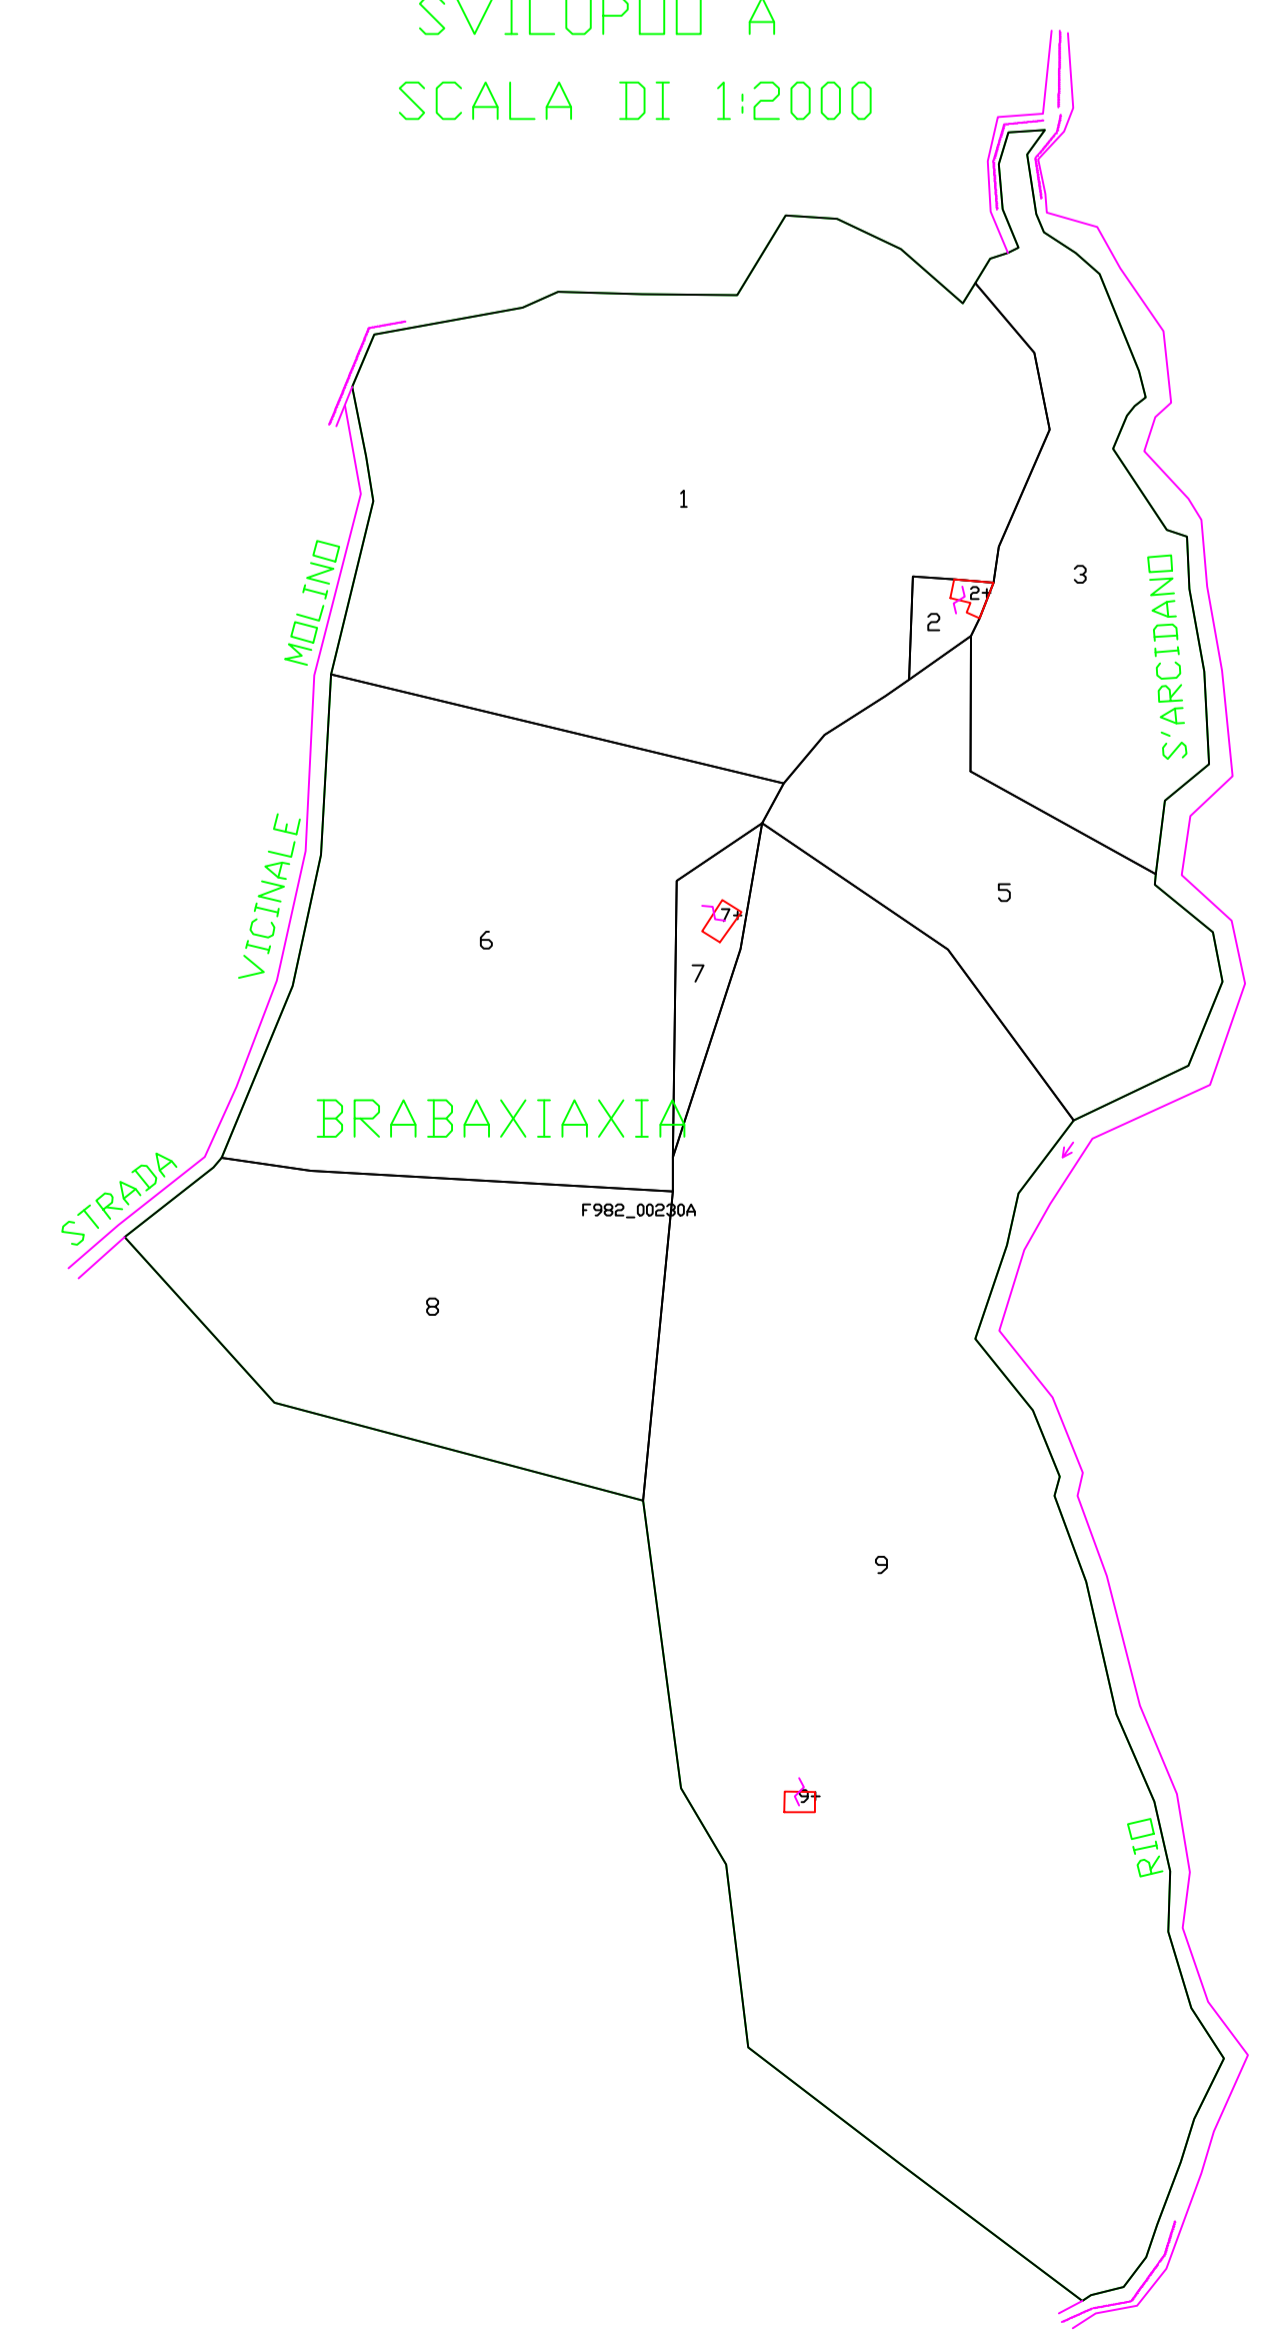 SVILUPOO A
SCALA DI 1:2000
1
3
2+
2
MOLINO
S'ARCIDANO
5
7+
6
7
VICINALE
BRABAXIAXIA
STRADA
F982_00230A
8
9
9+
RIO